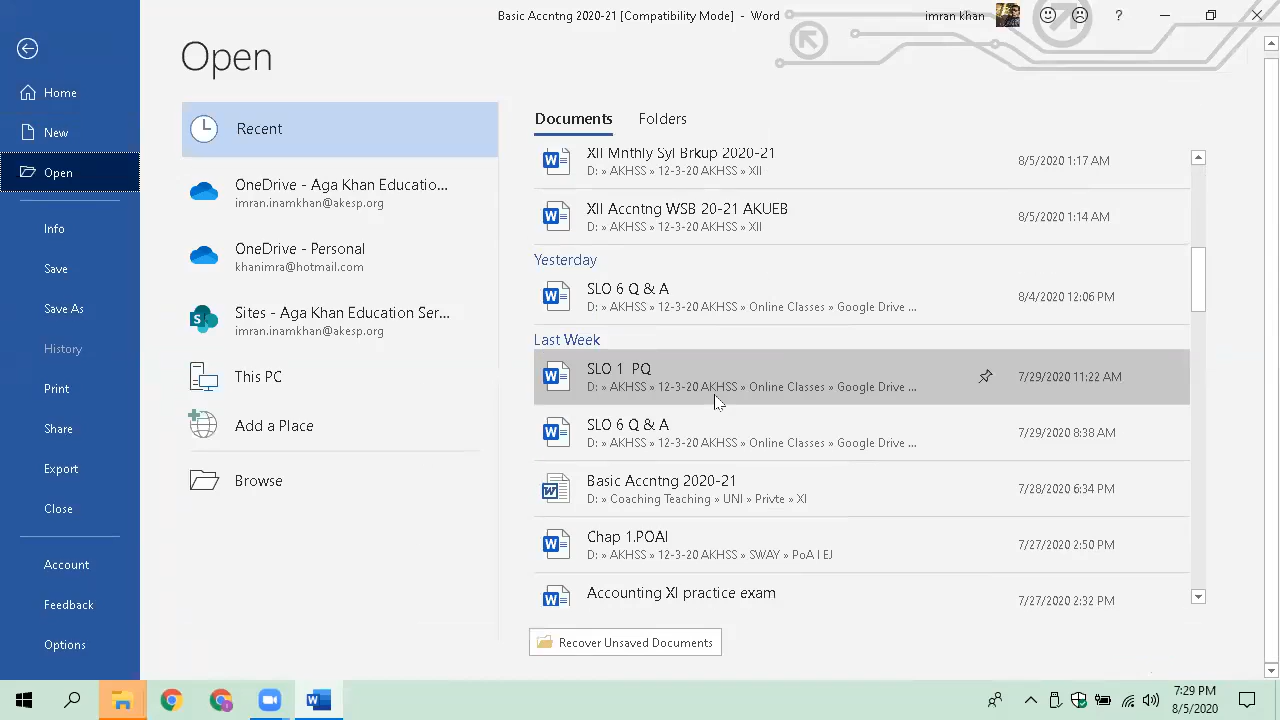 Basic Accntng 2020-21 [Compatibility Mode] - Word
imran khan
?
Open
Home
New
Open
Info
Save
Save As
History
Print
Share
Export
Close
Account
Feedback
Options
Recent
OneDrive - Aga Khan Educatio...
imran.inamkhan@akesp.org
OneDrive - Personal
khanimra@hotmail.com
Sites - Aga Khan Education Ser...
imran.inamkhan@akesp.org
This PC
Add a Place
Browse
Documents Folders
XII Mnthly Syl Brkup 2020-21 8/5/2020 1:17 AM
D: » AKHSS » 12-3-20 AKHSS » XII
XII Accntng WSB 20-21 AKUEB 8/5/2020 1:14 AM
D: » AKHSS » 12-3-20 AKHSS » XII
Yesterday
SLO 6 Q & A 8/4/2020 12:06 PM
D: » AKHSS » 12-3-20 AKHSS » Online Classes » Google Drive ...
Last Week
SLO 1 PQ 7/29/2020 11:22 AM
D: » AKHSS » 12-3-20 AKHSS » Online Classes » Google Drive ...
SLO 6 Q & A 7/29/2020 8:38 AM
D: » AKHSS » 12-3-20 AKHSS » Online Classes » Google Drive ...
Basic Accntng 2020-21 7/28/2020 6:34 PM
D: » Coaching Teaching » UNI » Privte » XI
Chap 1.POAI 7/27/2020 2:50 PM
D: » AKHSS » 12-3-20 AKHSS » SWAY » PoA I EJ
Accounting XI practice exam 7/27/2020 2:32 PM
Recover Unsaved Documents
7:29 PM
8/5/2020